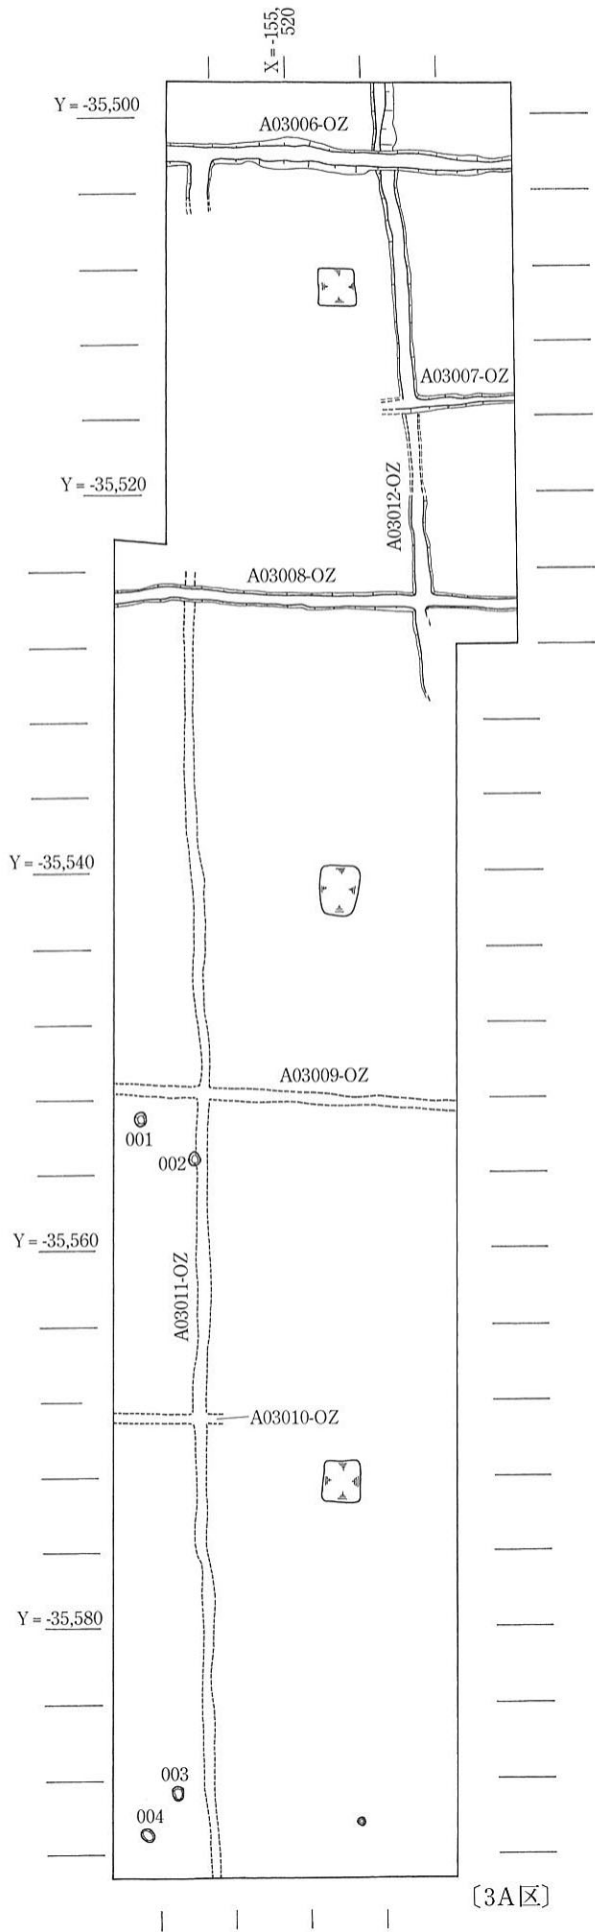 X = -155,
520
Y = -35,500
A03006-OZ
A03007-OZ
Y = -35,520
A03012-OZ
A03008-OZ
Y = -35,540
A03009-OZ
001
002
Y = -35,560
A03011-OZ
A03010-OZ
Y = -35,580
003
004
〔3A区〕